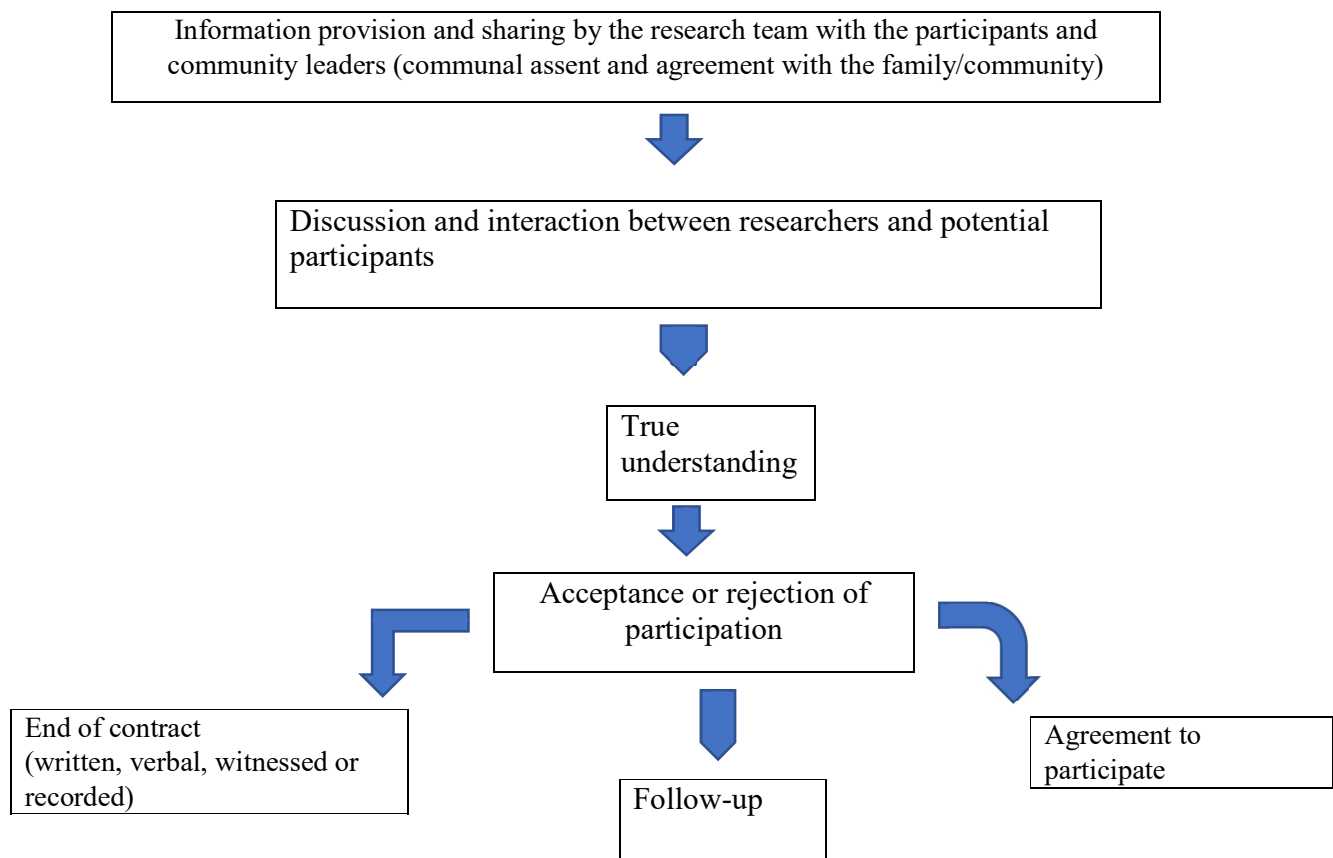 Information provision and sharing by the research team with the participants and
community leaders (communal assent and agreement with the family/community)
Discussion and interaction between researchers and potential
participants
True
understanding
Acceptance or rejection of
participation
End of contract
(written, verbal, witnessed or
recorded)
Follow-up
Agreement to
participate